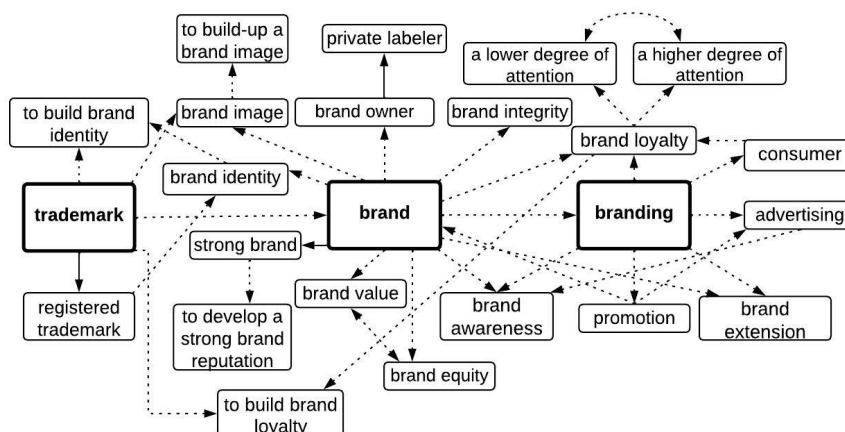 to build-up a
brand image
private labeler
a lower degree of
attention
a higher degree of
attention
to build brand
identity
brand image
brand owner
brand integrity
brand loyalty
consumer
brand identity
trademark
brand
branding
advertising
strong brand
registered
trademark
brand value
brand
awareness
promotion
brand
extension
to develop a
strong brand
reputation
brand equity
to build brand
loyalty